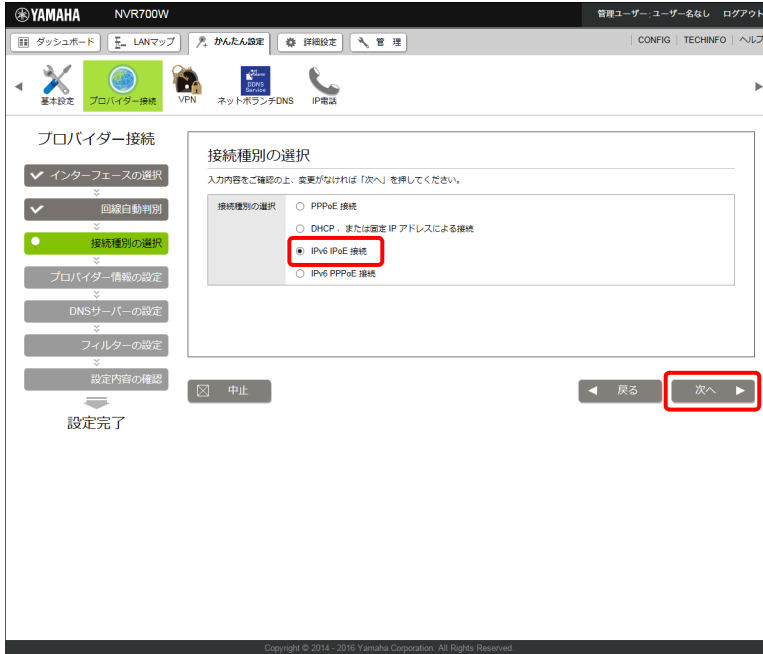 YAMAHA NVR700W 管理ユーザー:ユーザー名なし ログアウト
ダッシュボード LANマップ かんたん設定 詳細設定 管 理 CONFIG | TECHINFO | ヘルプ
基本設定 プロバイダー接続 VPN ネットボランチDNS IP電話
プロバイダー接続
インターフェースの選択
回線自動判別
接続種別の選択
プロバイダー情報の設定
DNSサーバーの設定
フィルターの設定
設定内容の確認
設定完了
接続種別の選択
入力内容をご確認の上、変更がなければ「次へ」を押してください。
接続種別の選択
PPPoE 接続
DHCP 、または固定 IP アドレスによる接続
IPv6 IPoE 接続
IPv6 PPPoE 接続
中止 戻る 次へ
Copyright © 2014 - 2016 Yamaha Corporation. All Rights Reserved.